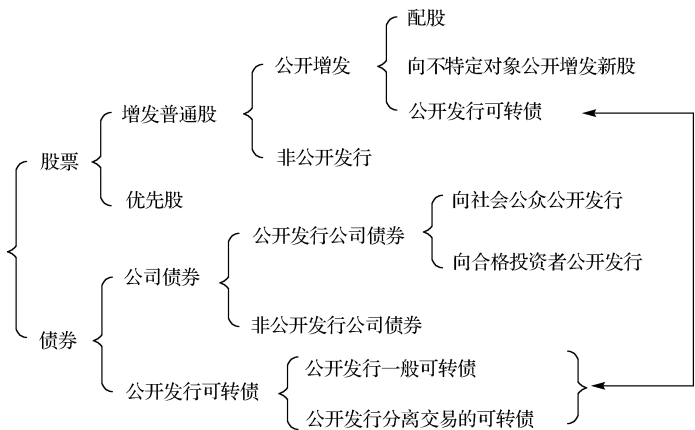 配股
公开增发
向不特定对象公开增发新股
增发普通股
公开发行可转债
股票
非公开发行
优先股
向社会公众公开发行
公开发行公司债券
向合格投资者公开发行
公司债券
非公开发行公司债券
债券
公开发行一般可转债
公开发行可转债
公开发行分离交易的可转债